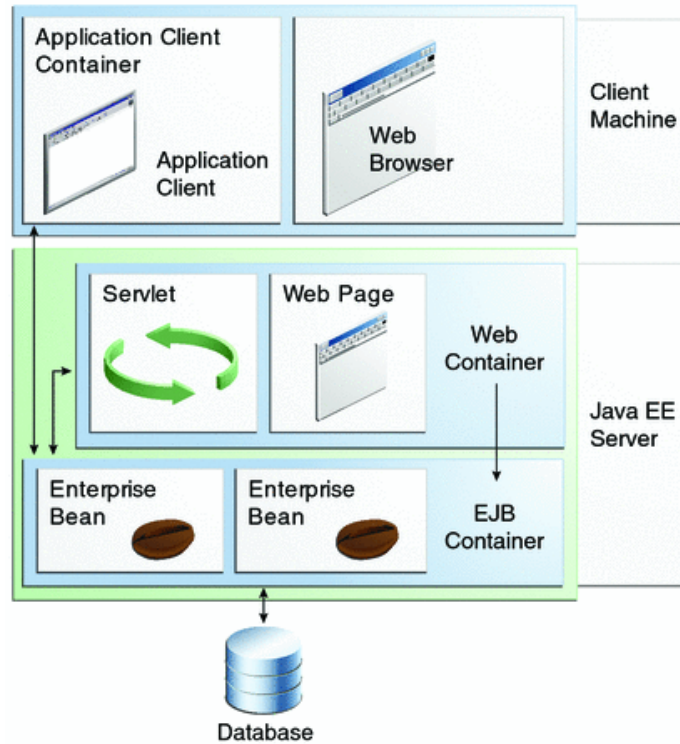 Application Client
Container
Application
Client
Web
Browser
Client
Machine
Servlet
Web Page
Web
Container
Java EE
Server
Enterprise
Bean
Enterprise
Bean
EJB
Container
Database